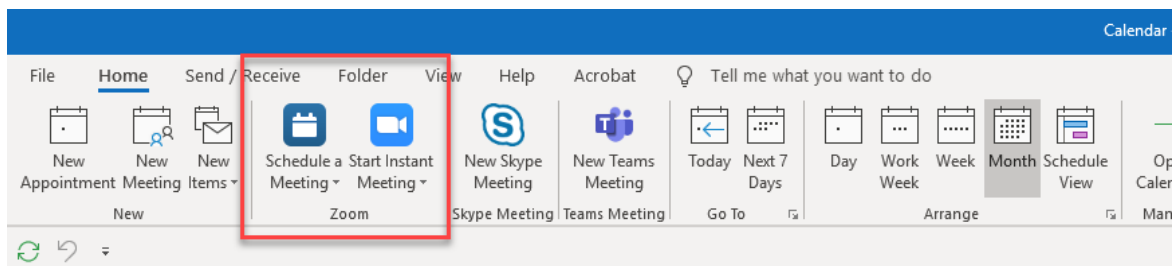 Calendar
File Home Send / Receive Folder View Help Acrobat Tell me what you want to do
New Appointment
New Meeting
New Items
Schedule a Meeting
Start Instant Meeting
New Skype Meeting
New Teams Meeting
Today
Next 7 Days
Day
Work Week
Week
Month
Schedule View
New
Zoom
Skype Meeting
Teams Meeting
Go To
Arrange